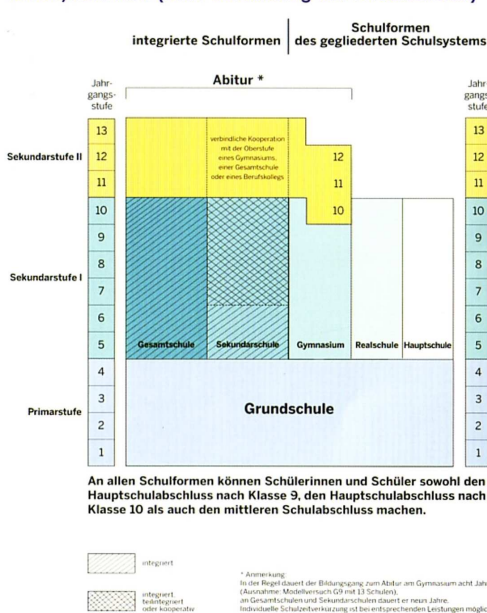 integrierte Schulformen
Schulformen
des gegliederten Schulsystems
Jahr-
gangs-
stufe
Abitur *
Jahr-
gangs-
stufe
Sekundarstufe II
13
12
11
verbindliche Kooperation
mit der Oberstufe
eines Gymnasiums,
einer Gesamtschule
oder eines Berufskollegs
12
11
10
13
12
11
Sekundarstufe I
10
9
8
7
6
5
Gesamtschule
Sekundarschule
Gymnasium
Realschule
Hauptschule
10
9
8
7
6
5
Primarstufe
4
3
2
1
Grundschule
4
3
2
1
An allen Schulformen können Schülerinnen und Schüler sowohl den
Hauptschulabschluss nach Klasse 9, den Hauptschulabschluss nach
Klasse 10 als auch den mittleren Schulabschluss machen.
integriert
integriert
teilintegriert
oder kooperativ
* Anmerkung:
In der Regel dauert der Bildungsgang zum Abitur am Gymnasium acht Jahr
(Ausnahme: Modellversuch G9 mit 13 Schulen),
an Gesamtschulen und Sekundarschulen dauert er neun Jahre.
Individuelle Schulzeitverkürzung ist bei entsprechenden Leistungen möglic